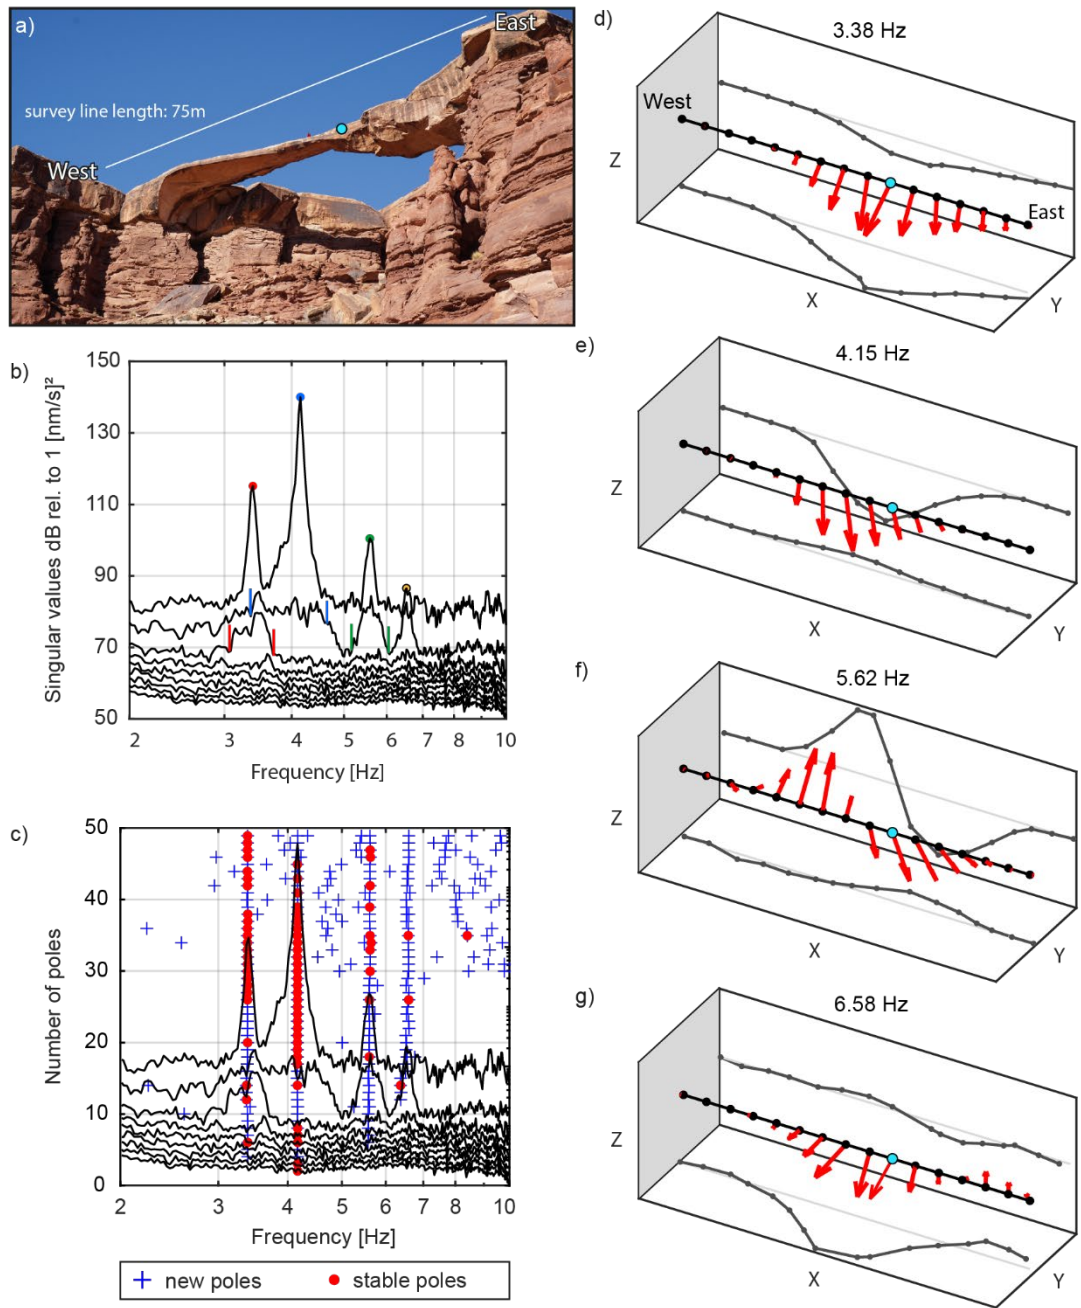 a)
East
survey line length: 75m
West
b)
Singular values dB rel. to 1 [nm/s]²
150
130
110
90
70
50
2 3 4 5 6 7 8 10
Frequency [Hz]
c)
Number of poles
50
40
30
20
10
0
2 3 4 5 6 7 8 10
Frequency [Hz]
new poles stable poles
d)
3.38 Hz
West
East
Z
X
Y
e)
4.15 Hz
Z
X
Y
f)
5.62 Hz
Z
X
Y
g)
6.58 Hz
Z
X
Y